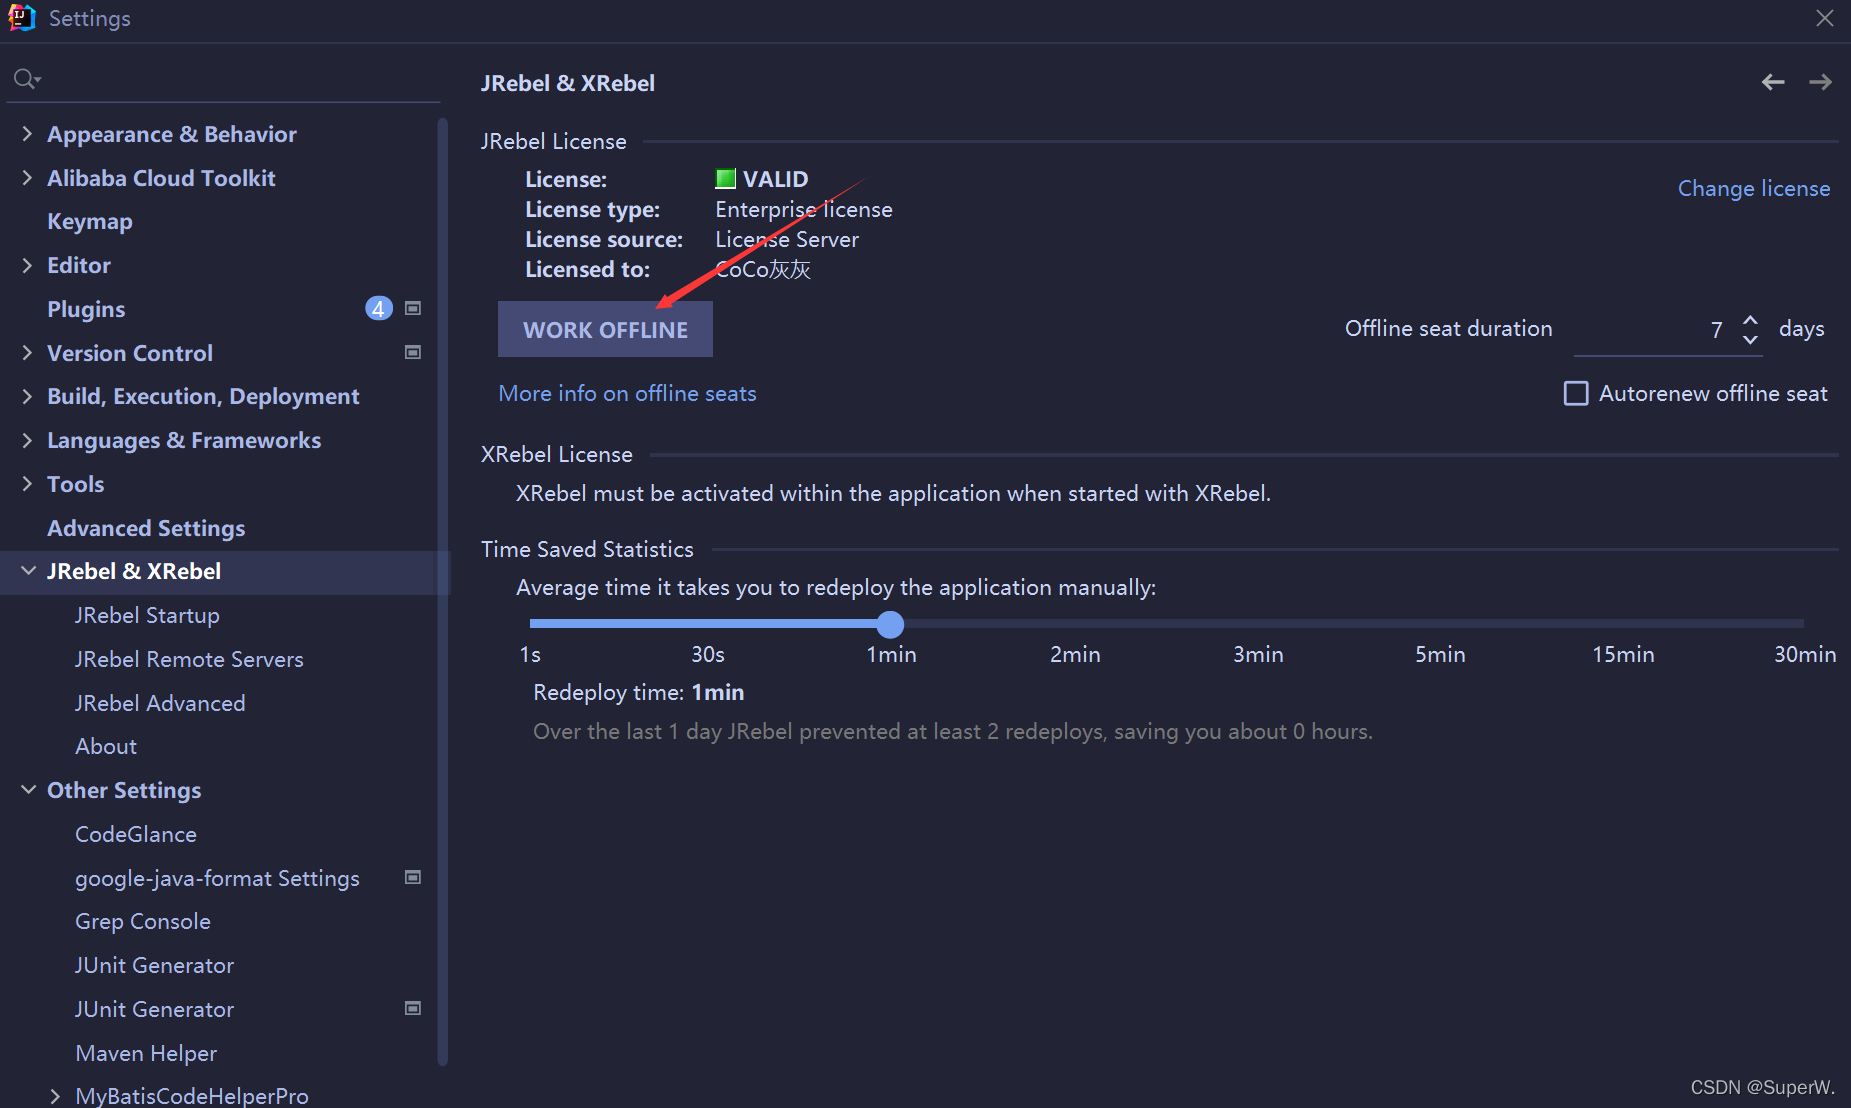 Settings
JRebel & XRebel
Appearance & Behavior
Alibaba Cloud Toolkit
Keymap
Editor
Plugins 4
Version Control
Build, Execution, Deployment
Languages & Frameworks
Tools
Advanced Settings
JRebel & XRebel
JRebel Startup
JRebel Remote Servers
JRebel Advanced
About
Other Settings
CodeGlance
google-java-format Settings
Grep Console
JUnit Generator
JUnit Generator
Maven Helper
MyBatisCodeHelperPro
JRebel License
License: VALID
Change license
License type: Enterprise license
License source: License Server
Licensed to: CoCo灰灰
WORK OFFLINE
Offline seat duration 7 days
More info on offline seats
Autorenew offline seat
XRebel License
XRebel must be activated within the application when started with XRebel.
Time Saved Statistics
Average time it takes you to redeploy the application manually:
1s 30s 1min 2min 3min 5min 15min 30min
Redeploy time: 1min
Over the last 1 day JRebel prevented at least 2 redeploys, saving you about 0 hours.
CSDN @SuperW.